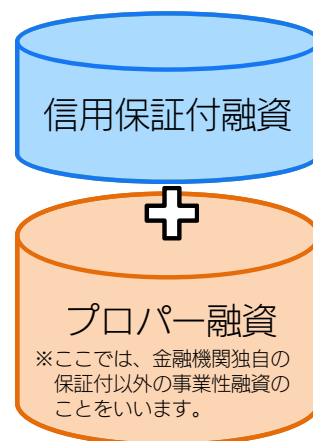 信用保証付融資
プロパー融資
※ここでは、金融機関独自の
保証付以外の事業性融資の
ことをいいます。